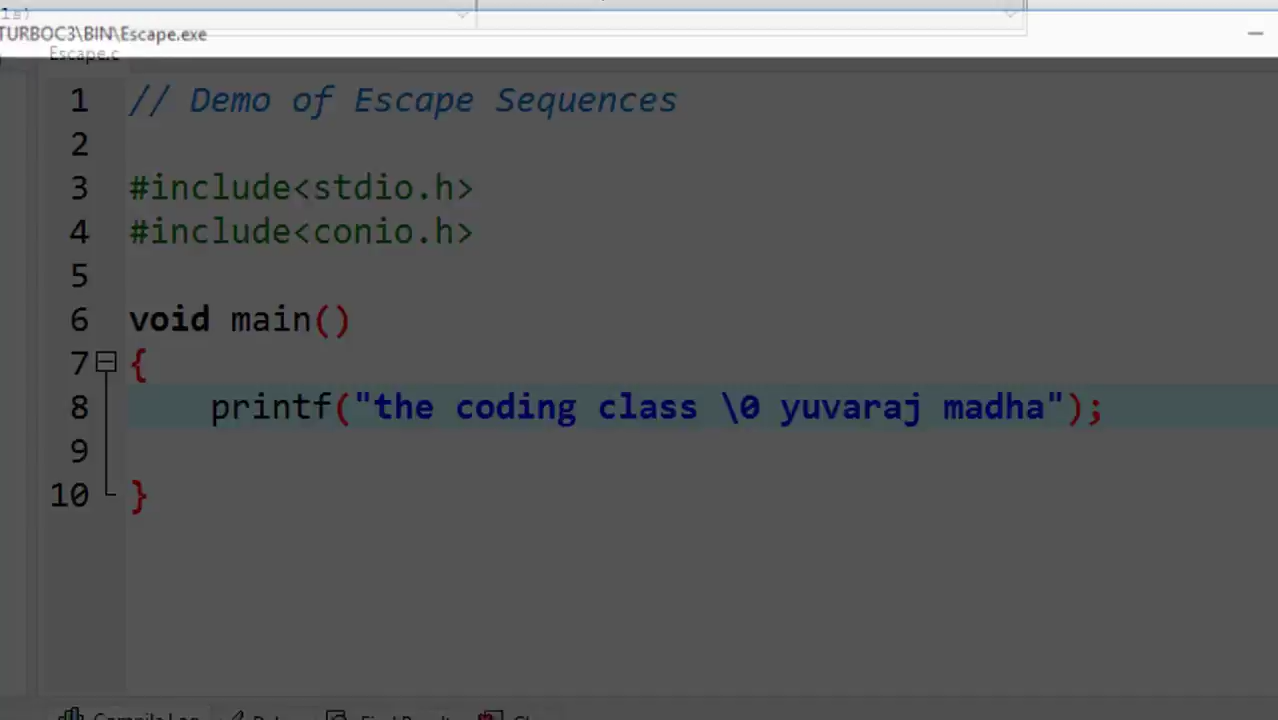 TURBOC3\BIN\Escape.exe
Escape.c
1 // Demo of Escape Sequences
2
3 #include<stdio.h>
4 #include<conio.h>
5
6 void main()
7 {
8 printf("the coding class \0 yuvaraj madha");
9
10 }